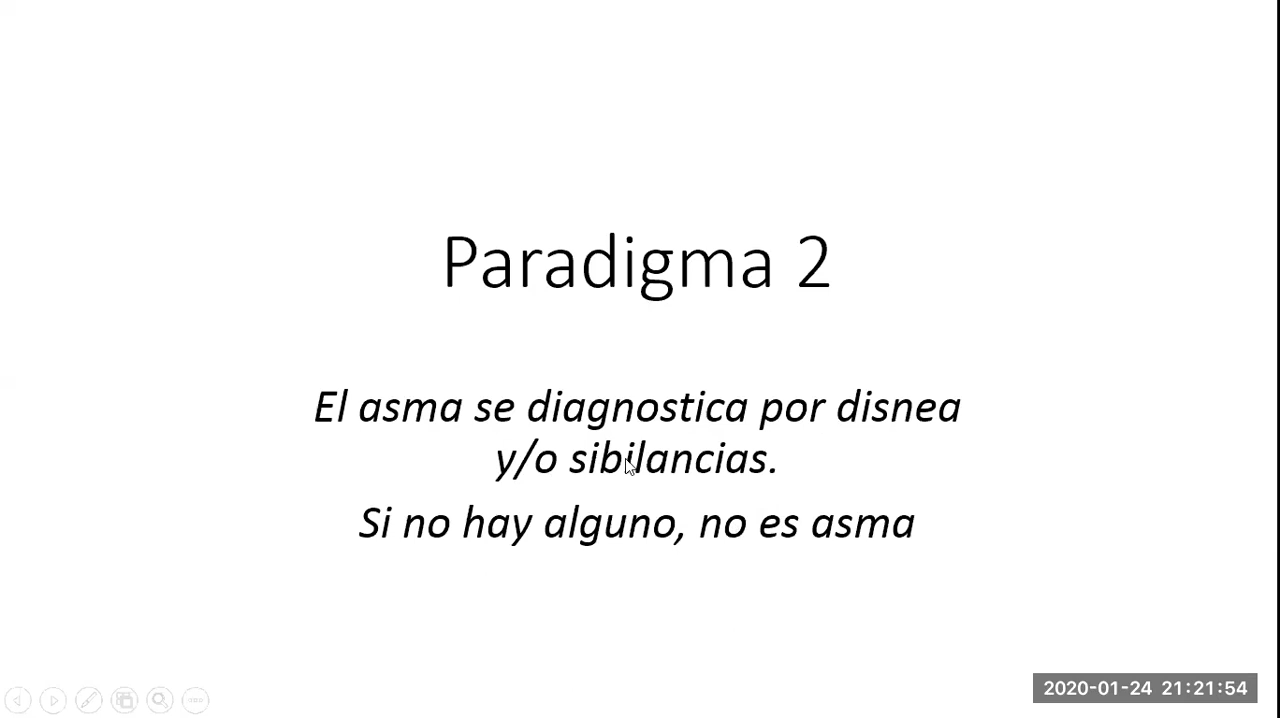 Paradigma 2
El asma se diagnostica por disnea
y/o sibilancias.
Si no hay alguno, no es asma
2020-01-24 21:21:54